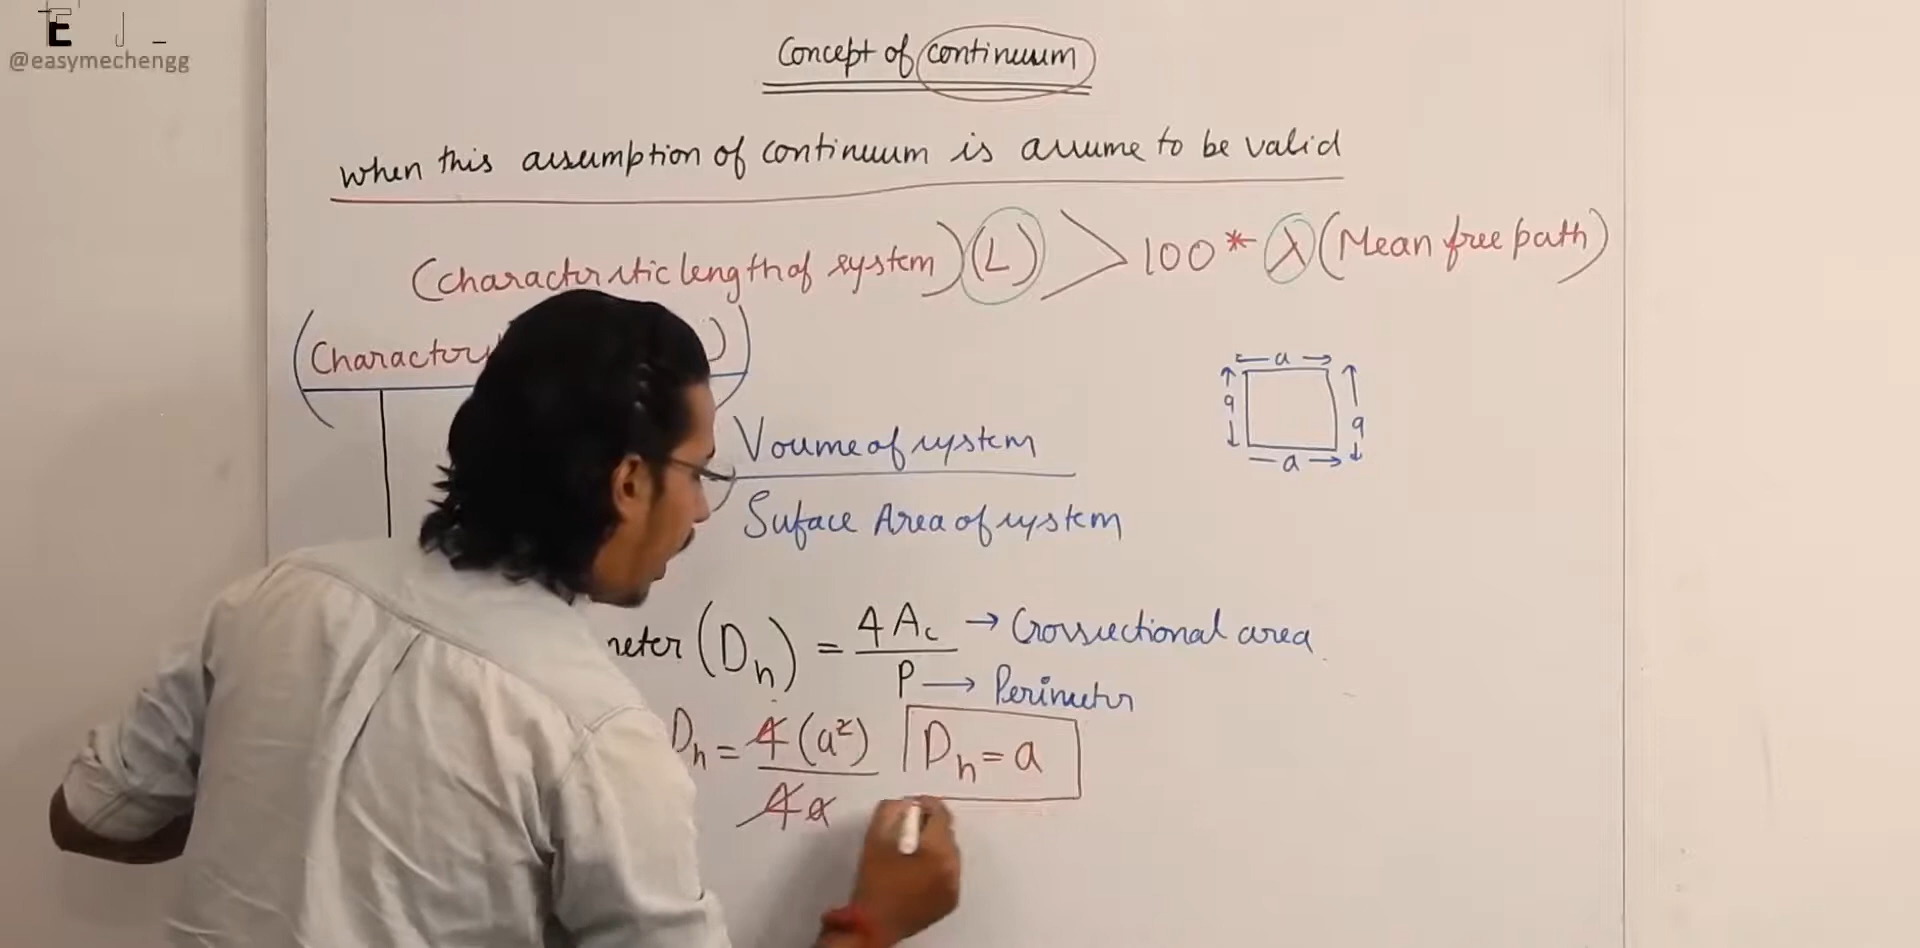 E J _
@easymechengg
Concept of continuum
when this assumption of continuum is assume to be valid
(characteristic length of system) (L) > 100 * λ (Mean free path)
(Character )
Voume of system
Suface Area of system
a
a
a
a
neter (Dh) = 4Ac / P
→ Crossectional area
→ Perimeter
Dh = 4(a²) / 4a
Dh = a